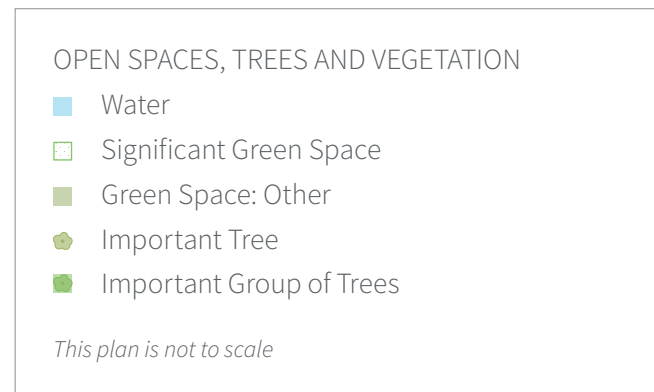 OPEN SPACES, TREES AND VEGETATION
Water
Significant Green Space
Green Space: Other
Important Tree
Important Group of Trees
This plan is not to scale